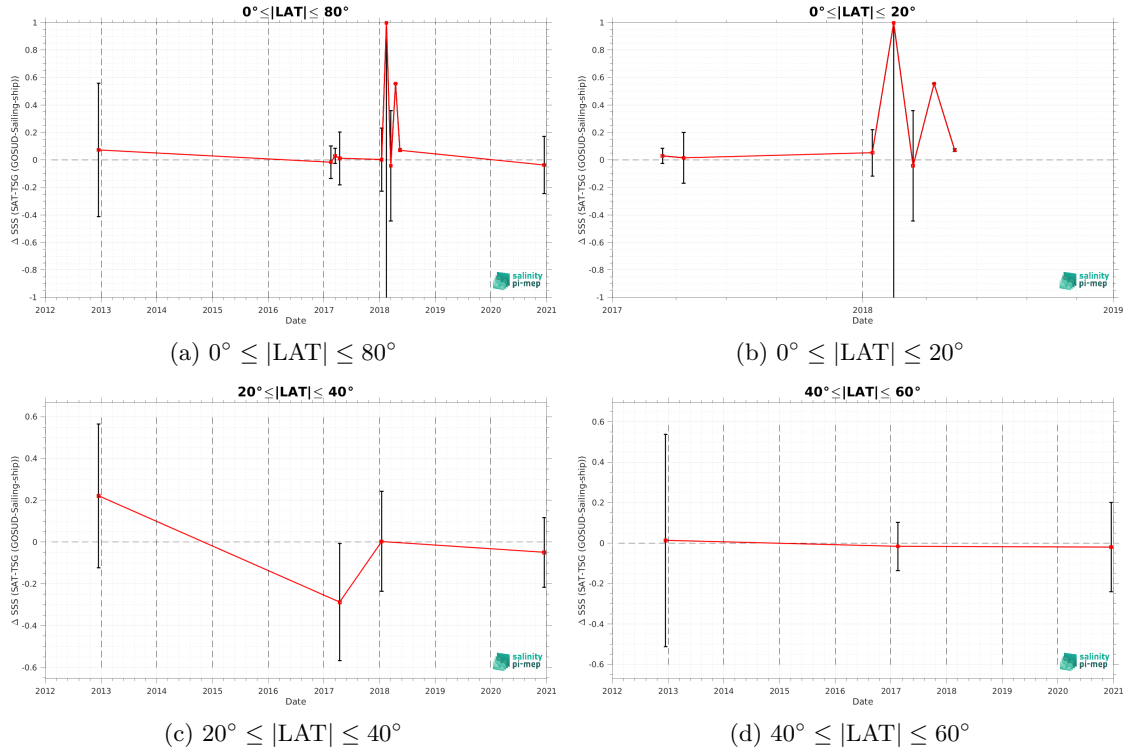 0°≤|LAT|≤ 80°
Δ SSS (SAT-TSG (GOSUD-Sailing-ship))
1
0.8
0.6
0.4
0.2
0
-0.2
-0.4
-0.6
-0.8
-1
2012 2013 2014 2015 2016 2017 2018 2019 2020 2021
Date
salinity
pi-mep
(a) 0° ≤ |LAT| ≤ 80°
0°≤|LAT|≤ 20°
Δ SSS (SAT-TSG (GOSUD-Sailing-ship))
1
0.8
0.6
0.4
0.2
0
-0.2
-0.4
-0.6
-0.8
-1
2017 2018 2019
Date
salinity
pi-mep
(b) 0° ≤ |LAT| ≤ 20°
20°≤|LAT|≤ 40°
Δ SSS (SAT-TSG (GOSUD-Sailing-ship))
0.6
0.4
0.2
0
-0.2
-0.4
-0.6
2012 2013 2014 2015 2016 2017 2018 2019 2020 2021
Date
salinity
pi-mep
(c) 20° ≤ |LAT| ≤ 40°
40°≤|LAT|≤ 60°
Δ SSS (SAT-TSG (GOSUD-Sailing-ship))
0.6
0.4
0.2
0
-0.2
-0.4
-0.6
2012 2013 2014 2015 2016 2017 2018 2019 2020 2021
Date
salinity
pi-mep
(d) 40° ≤ |LAT| ≤ 60°